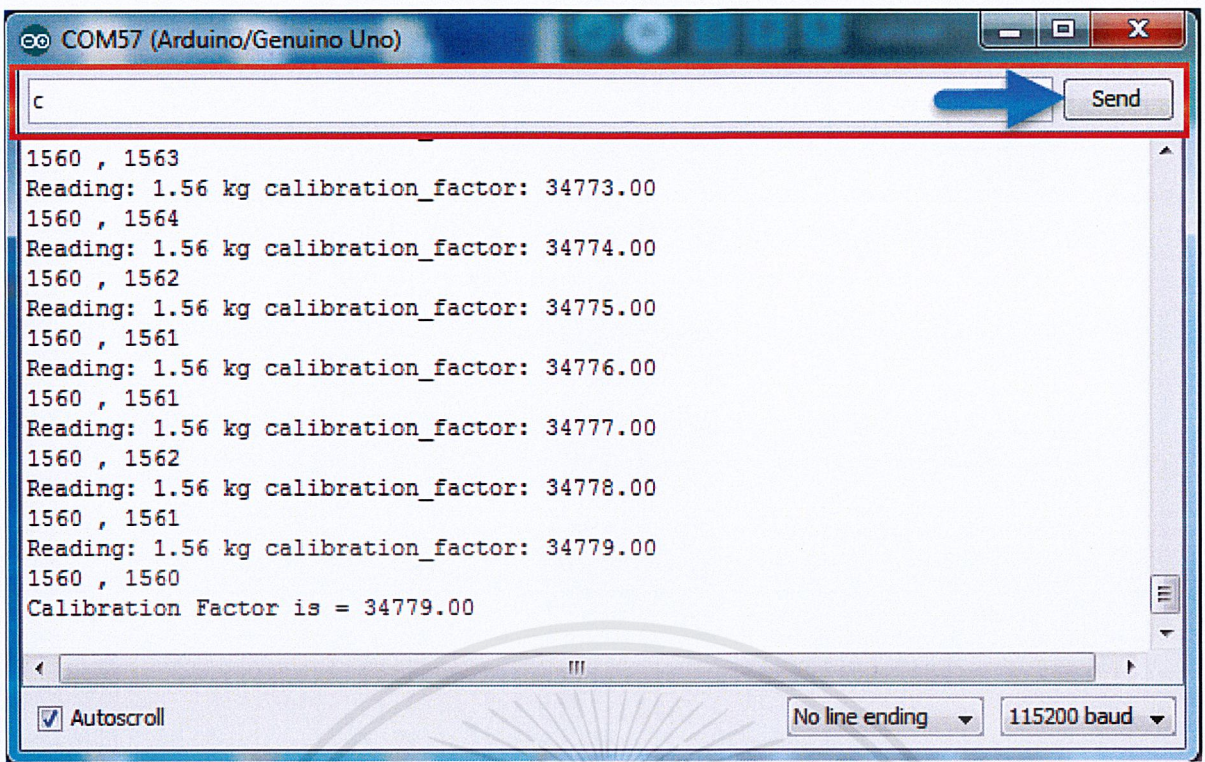 COM57 (Arduino/Genuino Uno)
c
Send
1560 , 1563
Reading: 1.56 kg calibration_factor: 34773.00
1560 , 1564
Reading: 1.56 kg calibration_factor: 34774.00
1560 , 1562
Reading: 1.56 kg calibration_factor: 34775.00
1560 , 1561
Reading: 1.56 kg calibration_factor: 34776.00
1560 , 1561
Reading: 1.56 kg calibration_factor: 34777.00
1560 , 1562
Reading: 1.56 kg calibration_factor: 34778.00
1560 , 1561
Reading: 1.56 kg calibration_factor: 34779.00
1560 , 1560
Calibration Factor is = 34779.00
Autoscroll
No line ending
115200 baud